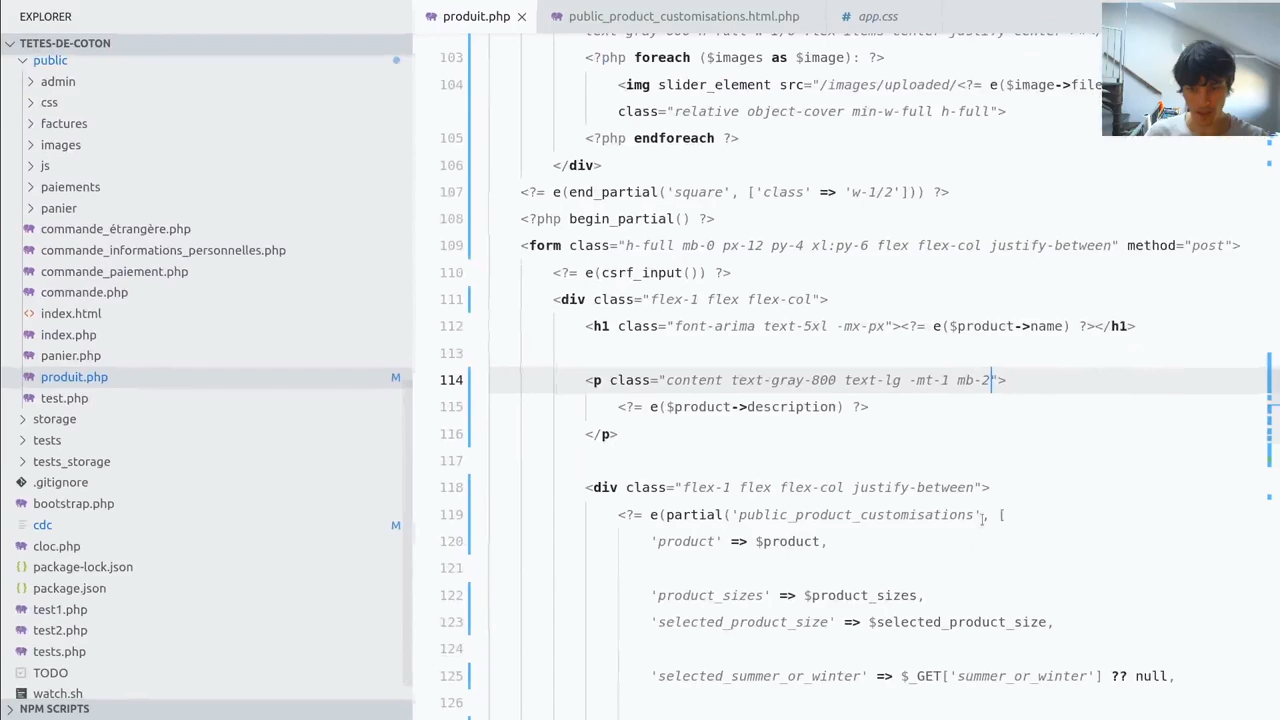 EXPLORER
TETES-DE-COTON
public
admin
css
factures
images
js
paiements
panier
commande_étrangère.php
commande_informations_personnelles.php
commande_paiement.php
commande.php
index.html
index.php
panier.php
produit.php M
test.php
storage
tests
tests_storage
.gitignore
bootstrap.php
cdc M
cloc.php
package-lock.json
package.json
test1.php
test2.php
tests.php
TODO
watch.sh
NPM SCRIPTS
produit.php public_product_customisations.html.php app.css
103 <?php foreach ($images as $image): ?>
104 <img slider_element src="/images/uploaded/<?= e($image->file
class="relative object-cover min-w-full h-full">
105 <?php endforeach ?>
106 </div>
107 <?= e(end_partial('square', ['class' => 'w-1/2'])) ?>
108 <?php begin_partial() ?>
109 <form class="h-full mb-0 px-12 py-4 xl:py-6 flex flex-col justify-between" method="post">
110 <?= e(csrf_input()) ?>
111 <div class="flex-1 flex flex-col">
112 <h1 class="font-arima text-5xl -mx-px"><?= e($product->name) ?></h1>
113
114 <p class="content text-gray-800 text-lg -mt-1 mb-2">
115 <?= e($product->description) ?>
116 </p>
117
118 <div class="flex-1 flex flex-col justify-between">
119 <?= e(partial('public_product_customisations', [
120 'product' => $product,
121
122 'product_sizes' => $product_sizes,
123 'selected_product_size' => $selected_product_size,
124
125 'selected_summer_or_winter' => $_GET['summer_or_winter'] ?? null,
126